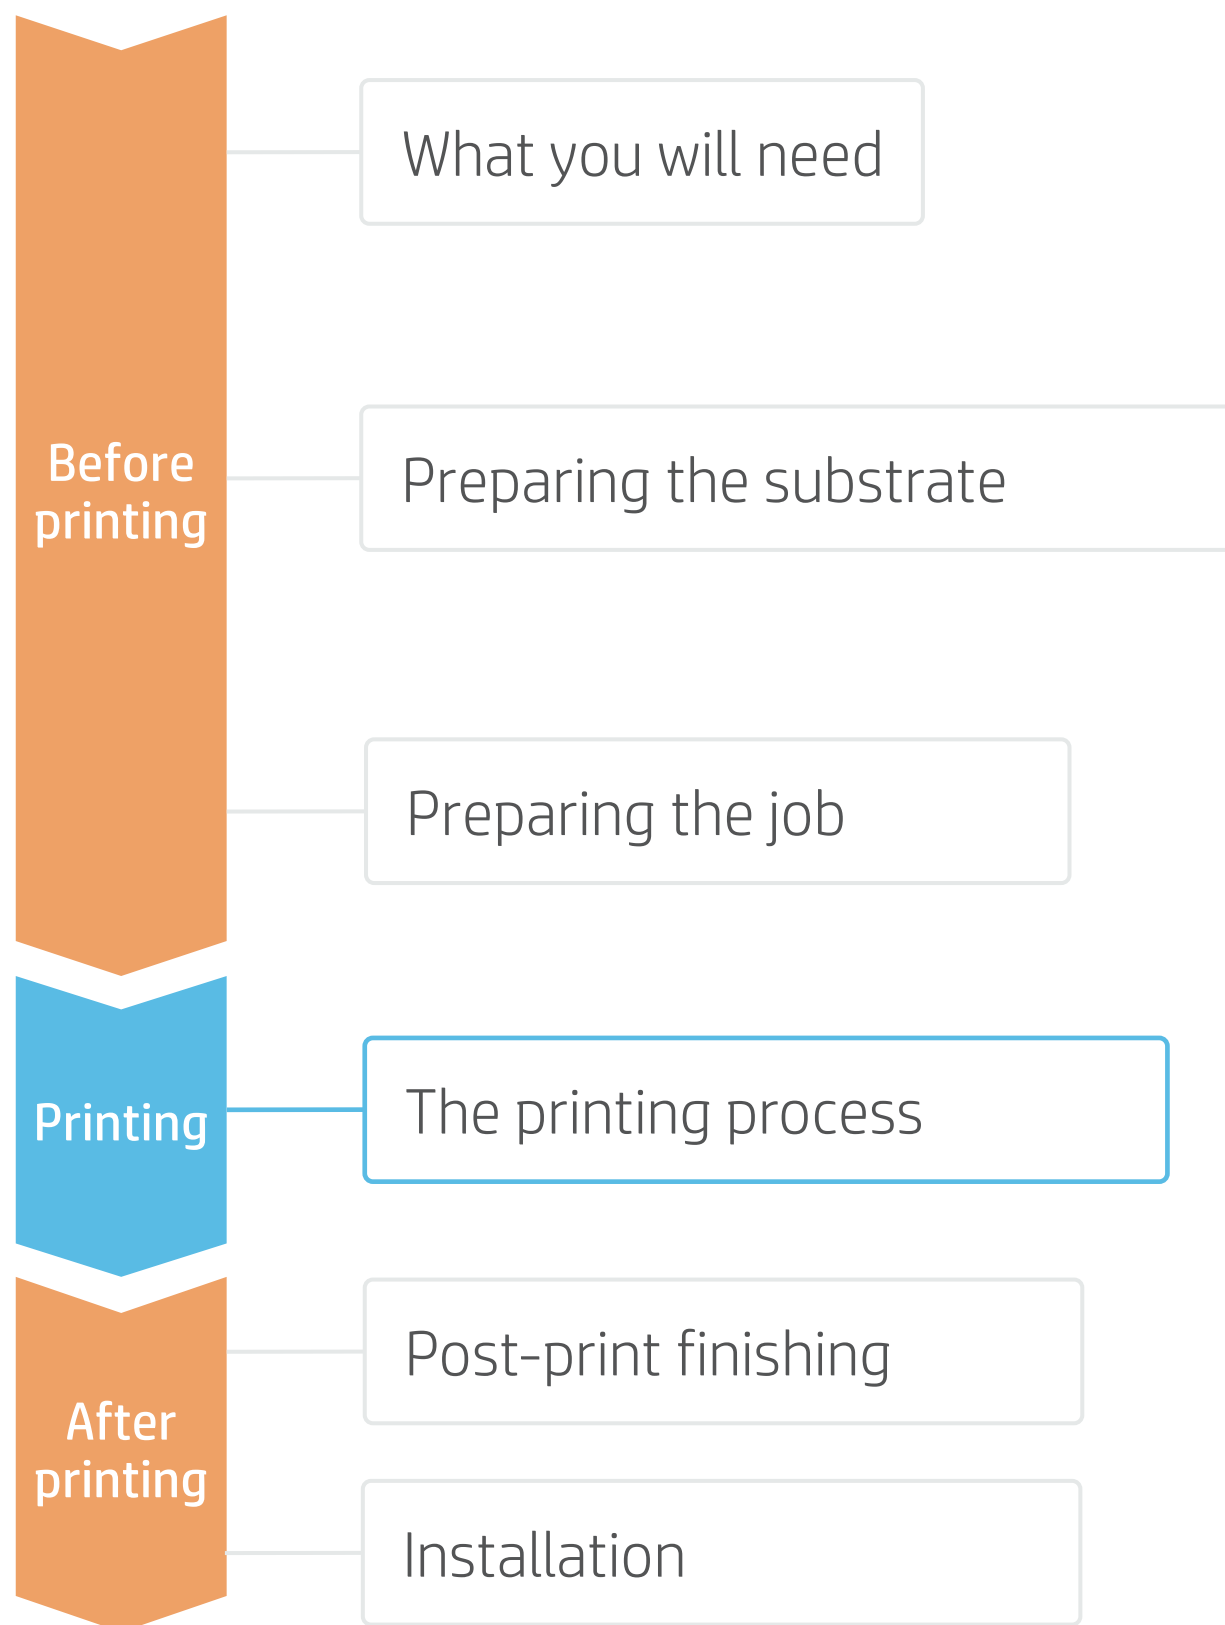 What you will need
Before
printing
Preparing the substrate
Preparing the job
Printing
The printing process
Post-print finishing
After
printing
Installation